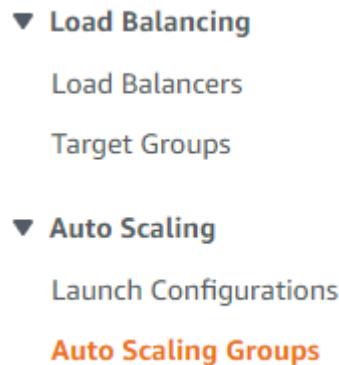 Load Balancing
Load Balancers
Target Groups
Auto Scaling
Launch Configurations
Auto Scaling Groups